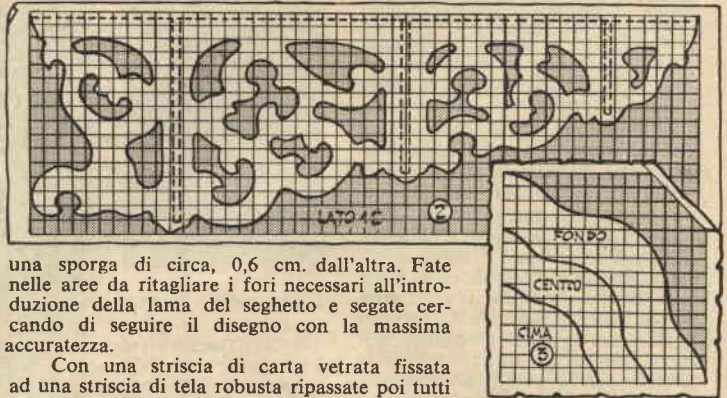 LATO 1C
2
FONDO
CENTRO
CIMA
3
una sporga di circa, 0,6 cm. dall'altra. Fate
nelle aree da ritagliare i fori necessari all'intro-
duzione della lama del seghetto e segate cer-
cando di seguire il disegno con la massima
accuratezza.
Con una striscia di carta vetrata fissata
ad una striscia di tela robusta ripassate poi tutti